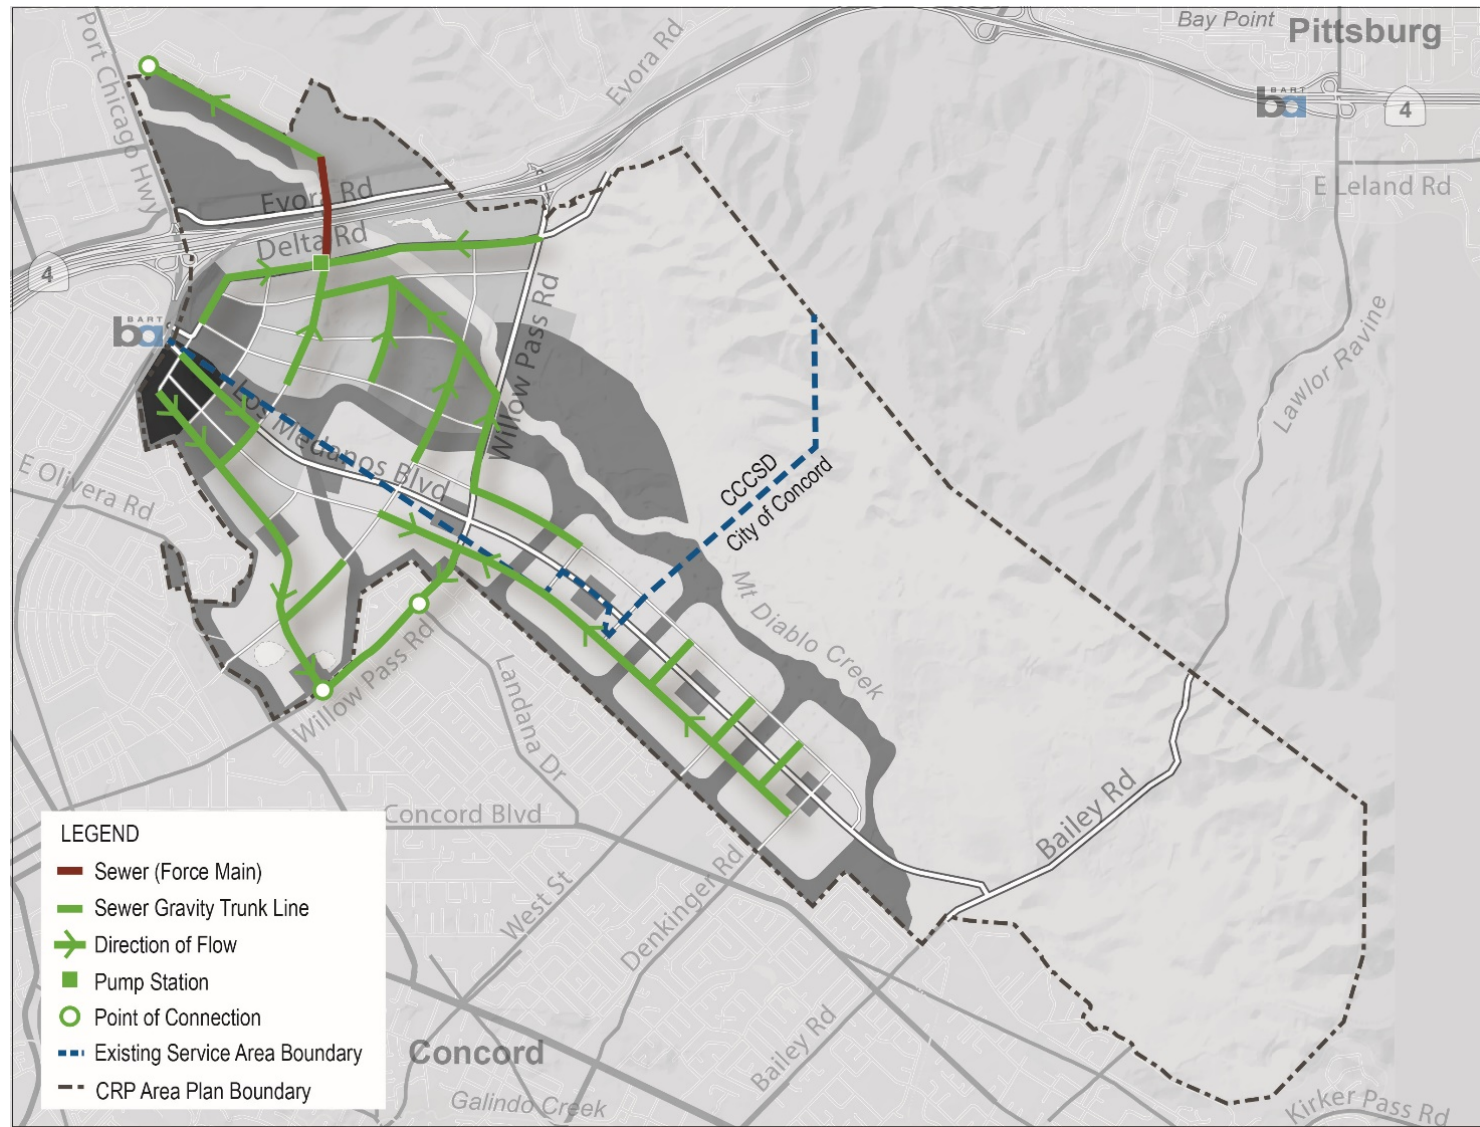 Bay Point
Pittsburg
Port Chicago Hwy
Evora Rd
BART
ba
4
E Leland Rd
Evora Rd
Delta Rd
4
BART
ba
Willow Pass Rd
Lawlor Ravine
Los Medanos Blvd
E Olivera Rd
CCCSD
City of Concord
Mt Diablo Creek
Willow Pass Rd
Landana Dr
Bailey Rd
Concord Blvd
West St
Denkinger Rd
Bailey Rd
Concord
Galindo Creek
Kirker Pass Rd
LEGEND
Sewer (Force Main)
Sewer Gravity Trunk Line
Direction of Flow
Pump Station
Point of Connection
Existing Service Area Boundary
CRP Area Plan Boundary